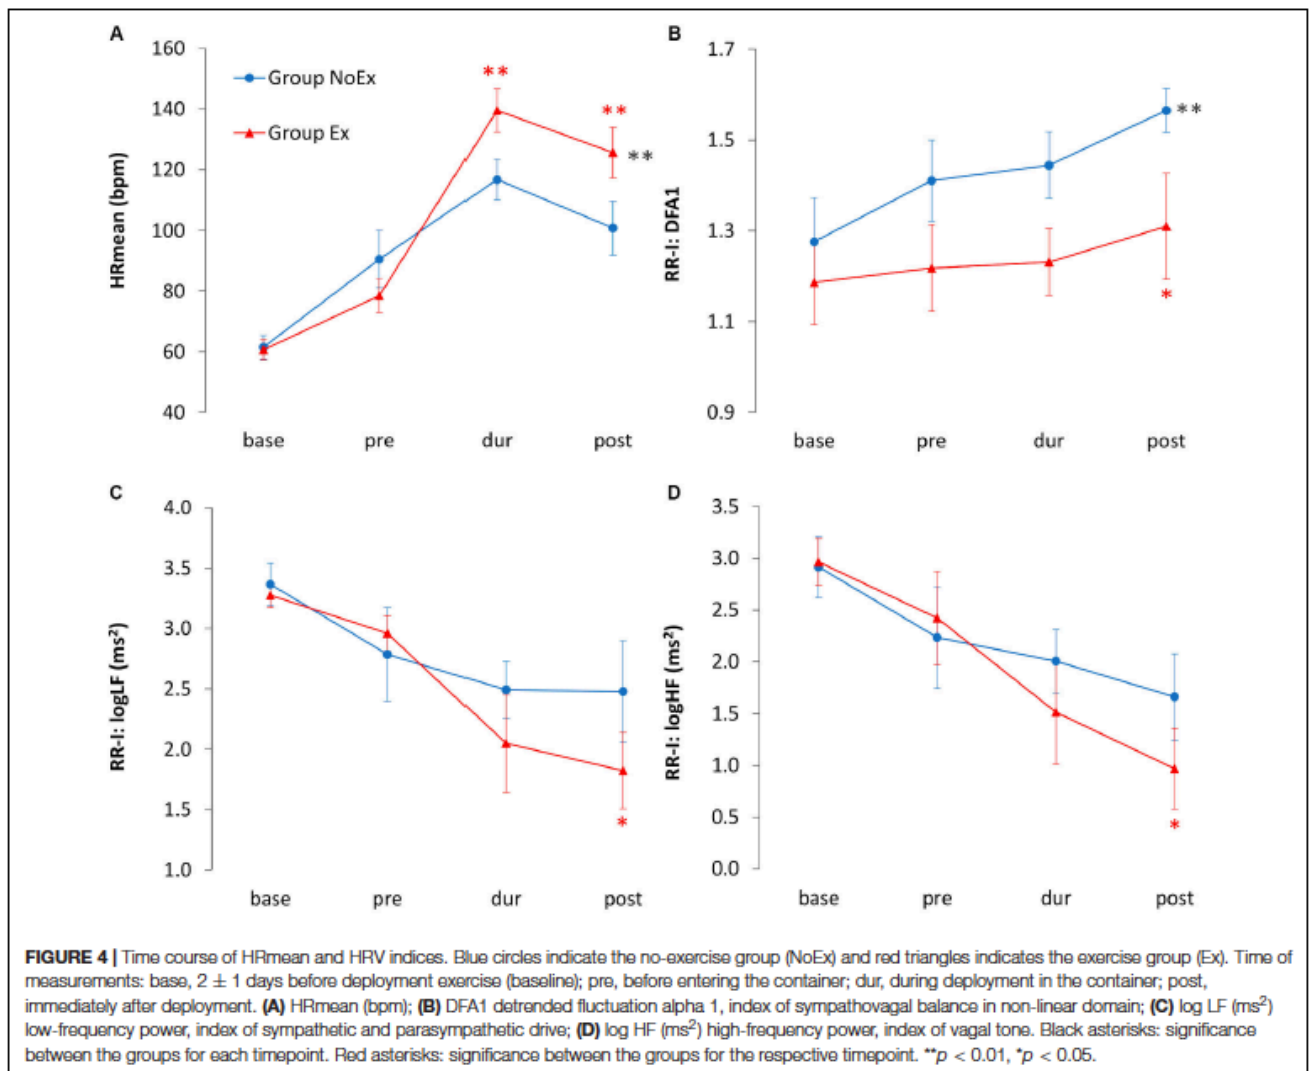 A
160
140
120
100
80
60
40
HRmean (bpm)
Group NoEx
Group Ex
**
**
**
base pre dur post
B
1.7
1.5
1.3
1.1
0.9
RR-I: DFA1
**
*
base pre dur post
C
4.0
3.5
3.0
2.5
2.0
1.5
1.0
RR-I: logLF (ms²)
*
base pre dur post
D
3.5
3.0
2.5
2.0
1.5
1.0
0.5
0.0
RR-I: logHF (ms²)
*
base pre dur post
FIGURE 4 | Time course of HRmean and HRV indices. Blue circles indicate the no-exercise group (NoEx) and red triangles indicates the exercise group (Ex). Time of
measurements: base, 2 ± 1 days before deployment exercise (baseline); pre, before entering the container; dur, during deployment in the container; post,
immediately after deployment. (A) HRmean (bpm); (B) DFA1 detrended fluctuation alpha 1, index of sympathovagal balance in non-linear domain; (C) log LF (ms²)
low-frequency power, index of sympathetic and parasympathetic drive; (D) log HF (ms²) high-frequency power, index of vagal tone. Black asterisks: significance
between the groups for each timepoint. Red asterisks: significance between the groups for the respective timepoint. **p < 0.01, *p < 0.05.